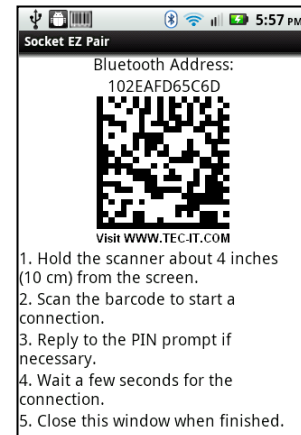 5:57 PM
Socket EZ Pair
Bluetooth Address:
102EAFD65C6D
Visit WWW.TEC-IT.COM
1. Hold the scanner about 4 inches
(10 cm) from the screen.
2. Scan the barcode to start a
connection.
3. Reply to the PIN prompt if
necessary.
4. Wait a few seconds for the
connection.
5. Close this window when finished.